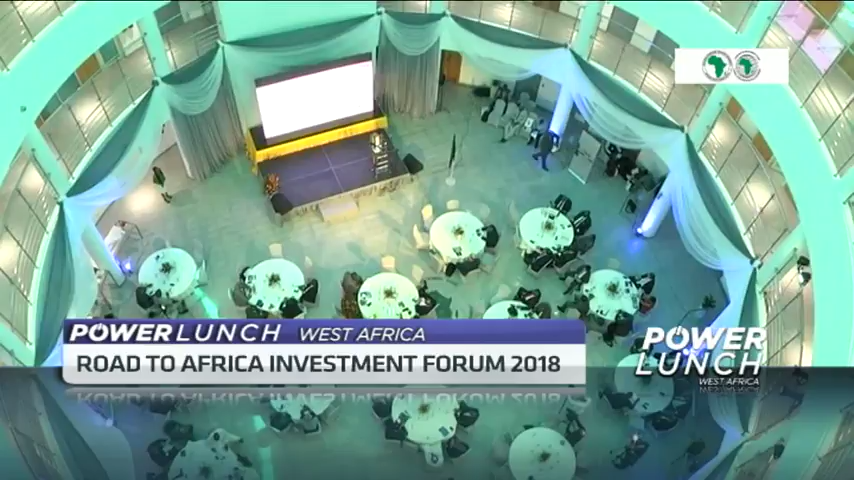 POWER LUNCH WEST AFRICA
ROAD TO AFRICA INVESTMENT FORUM 2018
POWER
LUNCH
WEST AFRICA